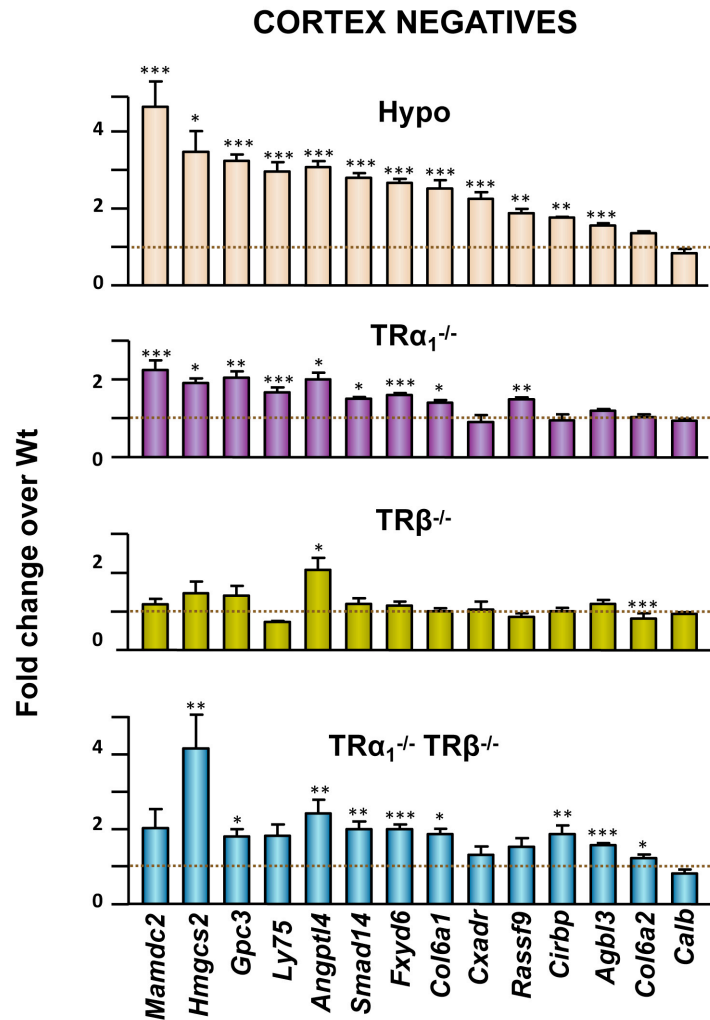 CORTEX NEGATIVES
Hypo
*** * *** *** *** *** *** *** *** ** ** ***
4
2
0
TRα₁⁻/⁻
*** * ** *** * * *** * **
2
0
TRβ⁻/⁻
* ***
2
0
TRα₁⁻/⁻ TRβ⁻/⁻
** * ** ** *** * ** *** *
4
2
0
Fold change over Wt
Mamdc2
Hmgcs2
Gpc3
Ly75
Angptl4
Smad14
Fxyd6
Col6a1
Cxadr
Rassf9
Cirbp
Agbl3
Col6a2
Calb